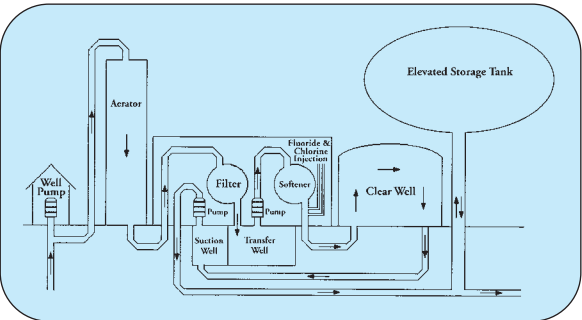 Elevated Storage Tank
Aerator
Fluoride &
Chlorine
Injection
Well
Pump
Filter
Softener
Clear Well
Pump
Pump
Suction
Well
Transfer
Well